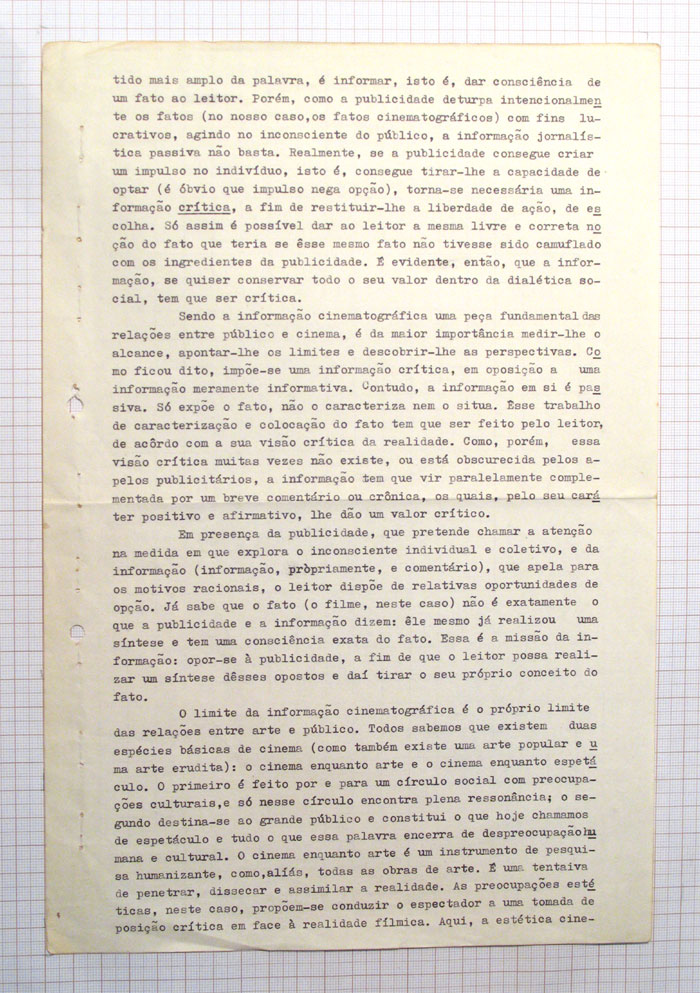 tido mais amplo da palavra, é informar, isto é, dar consciência de
um fato ao leitor. Porém, como a publicidade deturpa intencionalmen
te os fatos (no nosso caso,os fatos cinematográficos) com fins lu-
crativos, agindo no inconsciente do público, a informação jornalís-
tica passiva não basta. Realmente, se a publicidade consegue criar
um impulso no indivíduo, isto é, consegue tirar-lhe a capacidade de
optar (é óbvio que impulso nega opção), torna-se necessária uma in-
formação crítica, a fim de restituir-lhe a liberdade de ação, de es
colha. Só assim é possível dar ao leitor a mesma livre e correta no
ção do fato que teria se êsse mesmo fato não tivesse sido camuflado
com os ingredientes da publicidade. É evidente, então, que a infor-
mação, se quiser conservar todo o seu valor dentro da dialética so-
cial, tem que ser crítica.
Sendo a informação cinematográfica uma peça fundamental das
relações entre público e cinema, é da maior importância medir-lhe o
alcance, apontar-lhe os limites e descobrir-lhe as perspectivas. Co
mo ficou dito, impõe-se uma informação crítica, em oposição a uma
informação meramente informativa. Contudo, a informação em si é pas
siva. Só expõe o fato, não o caracteriza nem o situa. Êsse trabalho
de caracterização e colocação do fato tem que ser feito pelo leitor,
de acôrdo com a sua visão crítica da realidade. Como, porém, essa
visão crítica muitas vezes não existe, ou está obscurecida pelos a-
pelos publicitários, a informação tem que vir paralelamente comple-
mentada por um breve comentário ou crônica, os quais, pelo seu cará
ter positivo e afirmativo, lhe dão um valor crítico.
Em presença da publicidade, que pretende chamar a atenção
na medida em que explora o inconsciente individual e coletivo, e da
informação (informação, pròpriamente, e comentário), que apela para
os motivos racionais, o leitor dispõe de relativas oportunidades de
opção. Já sabe que o fato (o filme, neste caso) não é exatamente o
que a publicidade e a informação dizem: êle mesmo já realizou uma
síntese e tem uma consciência exata do fato. Essa é a missão da in-
formação: opor-se à publicidade, a fim de que o leitor possa reali-
zar um síntese dêsses opostos e daí tirar o seu próprio conceito do
fato.
O limite da informação cinematográfica é o próprio limite
das relações entre arte e público. Todos sabemos que existem duas
espécies básicas de cinema (como também existe uma arte popular e u
ma arte erudita): o cinema enquanto arte e o cinema enquanto espetá
culo. O primeiro é feito por e para um círculo social com preocupa-
ções culturais,e só nesse círculo encontra plena ressonância; o se-
gundo destina-se ao grande público e constitui o que hoje chamamos
de espetáculo e tudo o que essa palavra encerra de despreocupação hu
mana e cultural. O cinema enquanto arte é um instrumento de pesqui-
sa humanizante, como,aliás, todas as obras de arte. É uma tentaiva
de penetrar, dissecar e assimilar a realidade. As preocupações esté
ticas, neste caso, propõem-se conduzir o espectador a uma tomada de
posição crítica em face à realidade fílmica. Aqui, a estética cine-